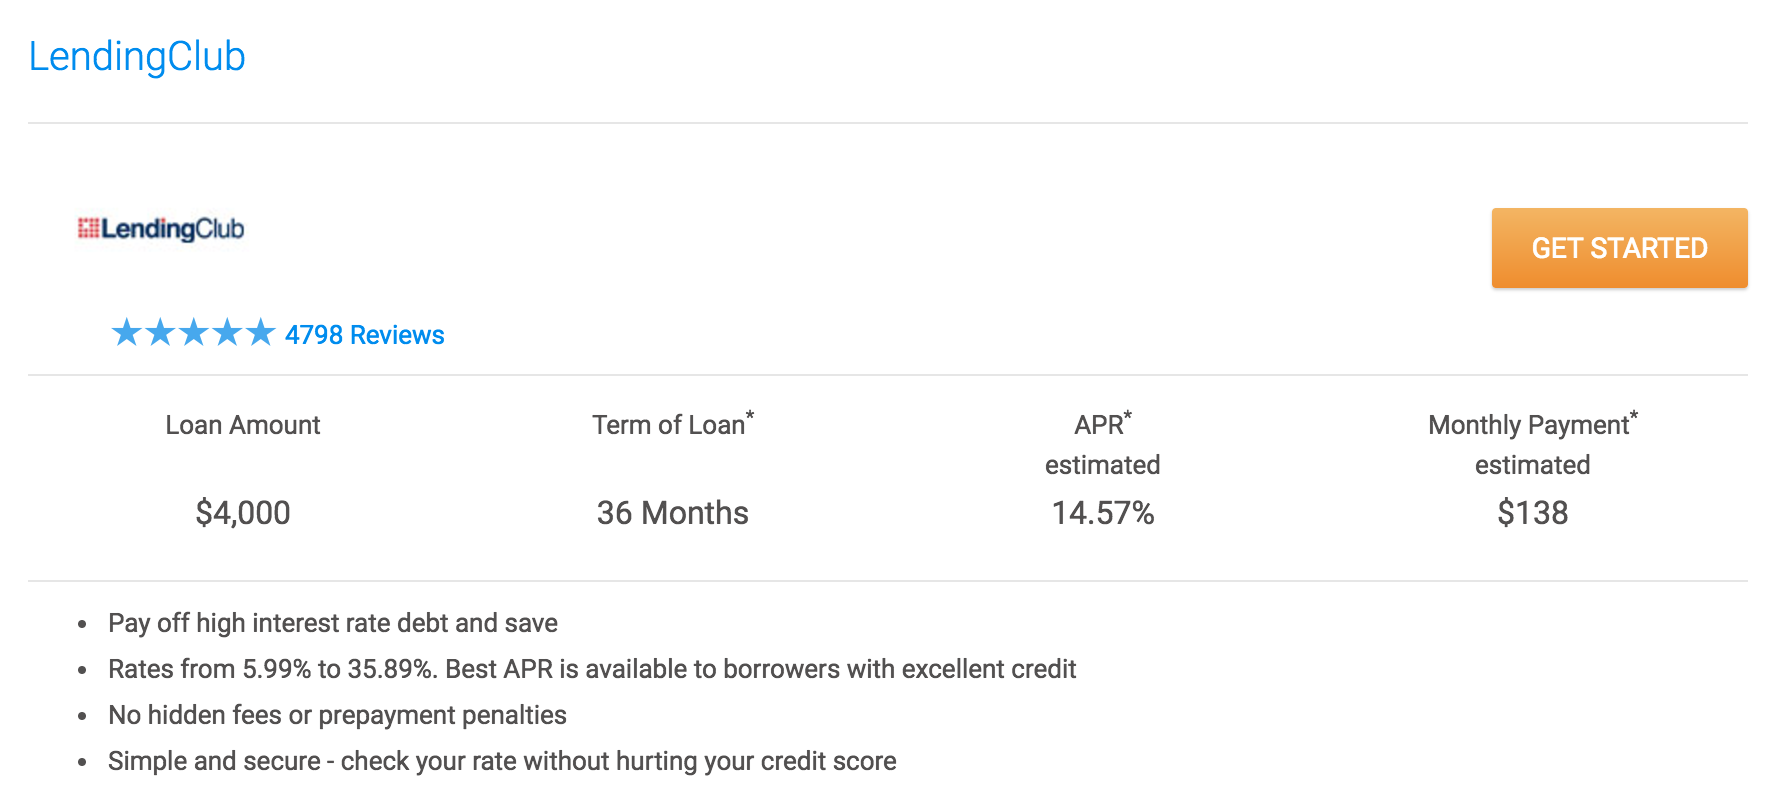 LendingClub
LendingClub
GET STARTED
4798 Reviews
Loan Amount
Term of Loan*
APR*
estimated
Monthly Payment*
estimated
$4,000
36 Months
14.57%
$138
Pay off high interest rate debt and save
Rates from 5.99% to 35.89%. Best APR is available to borrowers with excellent credit
No hidden fees or prepayment penalties
Simple and secure - check your rate without hurting your credit score